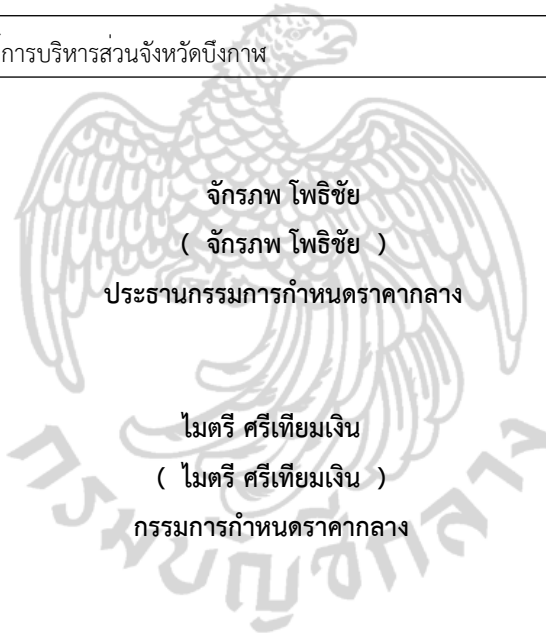 การบริหารส่วนจังหวัดบึงกาฬ
จักรภพ โพธิชัย
( จักรภพ โพธิชัย )
ประธานกรรมการกำหนดราคากลาง
ไมตรี ศรีเทียมเงิน
( ไมตรี ศรีเทียมเงิน )
กรรมการกำหนดราคากลาง
กรมบัญชีกลาง